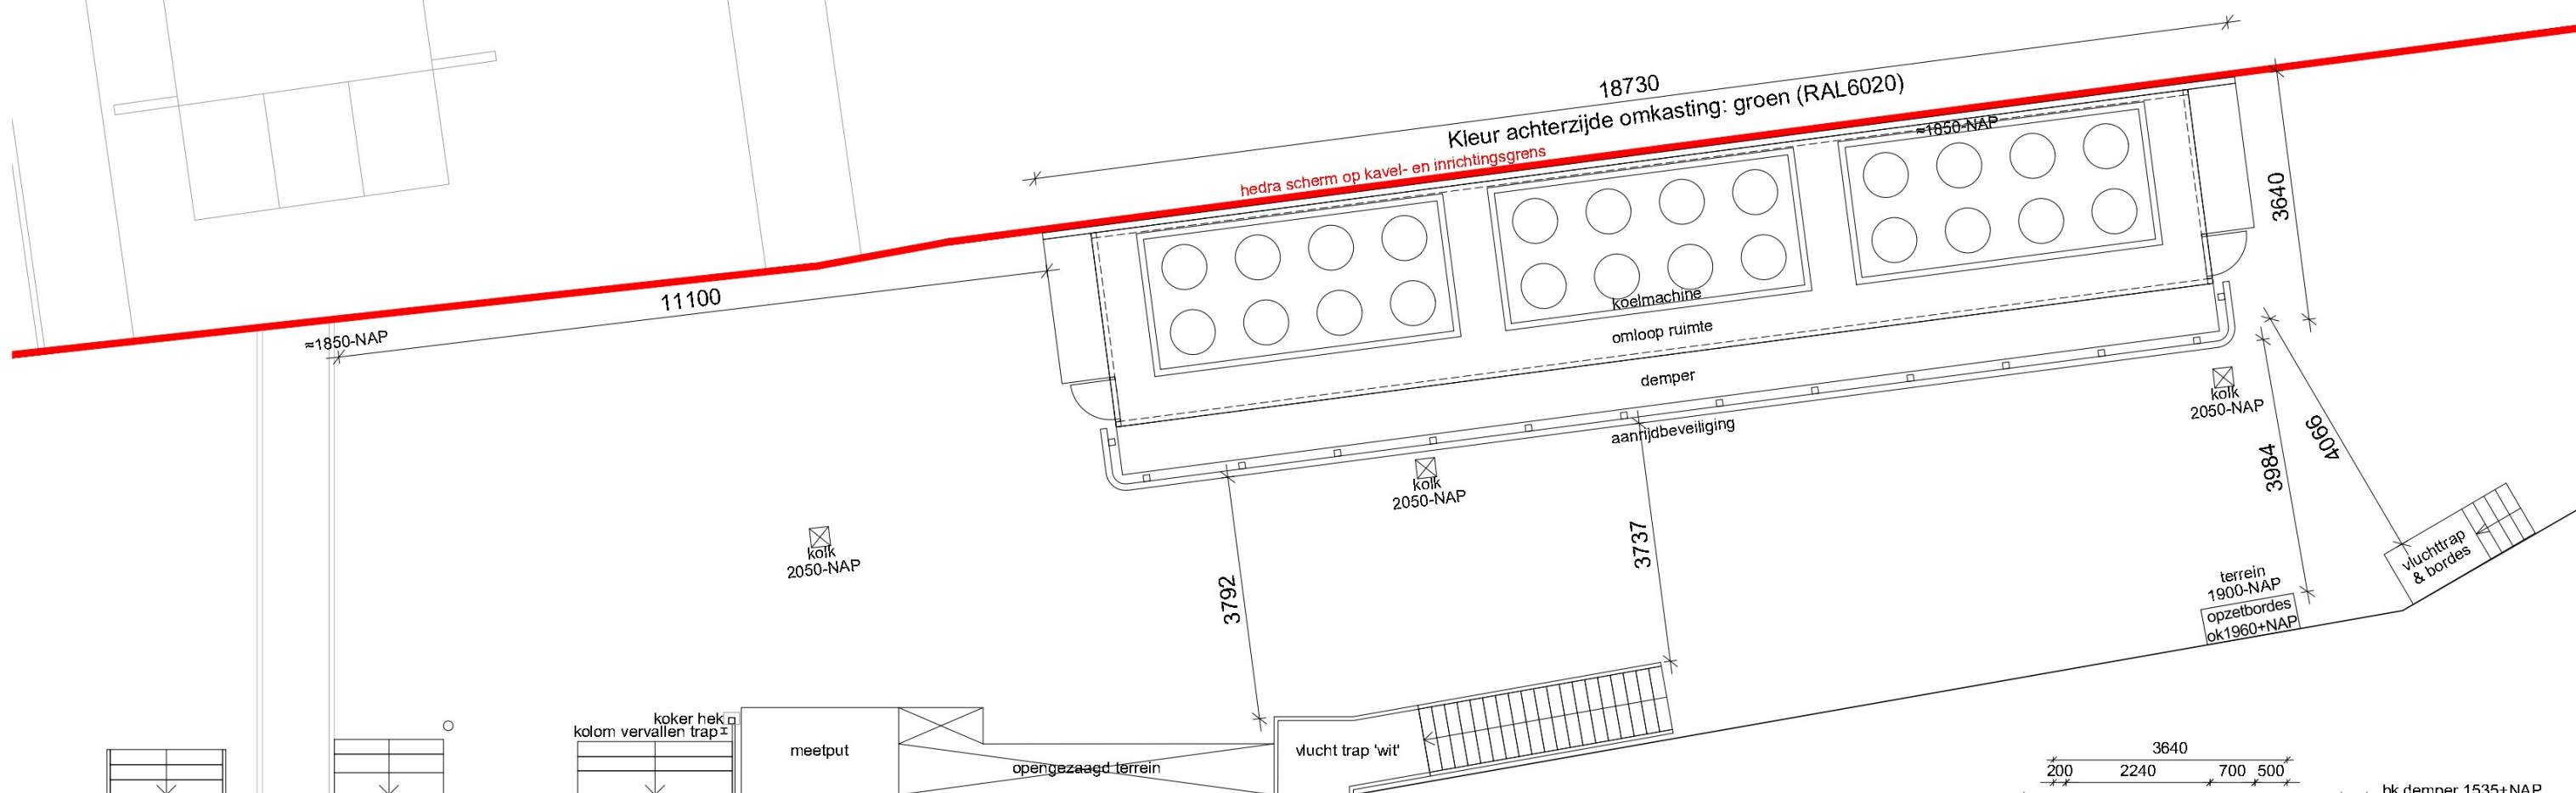 18730
Kleur achterzijde omkasting: groen (RAL6020)
hedra scherm op kavel- en inrichtingsgrens
≈1850-NAP
3640
11100
≈1850-NAP
koelmachine
omloop ruimte
demper
aanrijdbeveiliging
kolk
2050-NAP
kolk
2050-NAP
kolk
2050-NAP
4066
3984
3737
3792
vluchttrap
& bordes
terrein
1900-NAP
opzetbordes
ok1960+NAP
koker hek
kolom vervallen trap
meetput
opengezaagd terrein
vlucht trap 'wit'
3640
200 2240 700 500
bk demper 1535+NAP